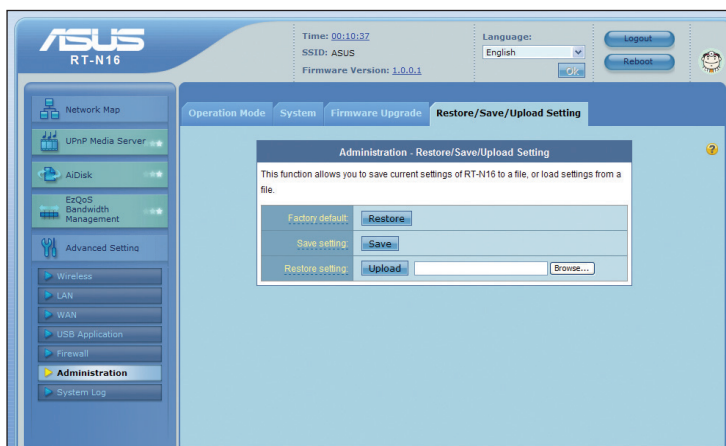 ASUS
RT-N16
Time: 00:10:37
SSID: ASUS
Firmware Version: 1.0.0.1
Language:
English
OK
Logout
Reboot
Network Map
UPnP Media Server
AiDisk
EzQoS
Bandwidth
Management
Advanced Setting
Wireless
LAN
WAN
USB Application
Firewall
Administration
System Log
Operation Mode
System
Firmware Upgrade
Restore/Save/Upload Setting
?
Administration - Restore/Save/Upload Setting
This function allows you to save current settings of RT-N16 to a file, or load settings from a
file.
Factory default: Restore
Save setting: Save
Restore setting: Upload Browse...